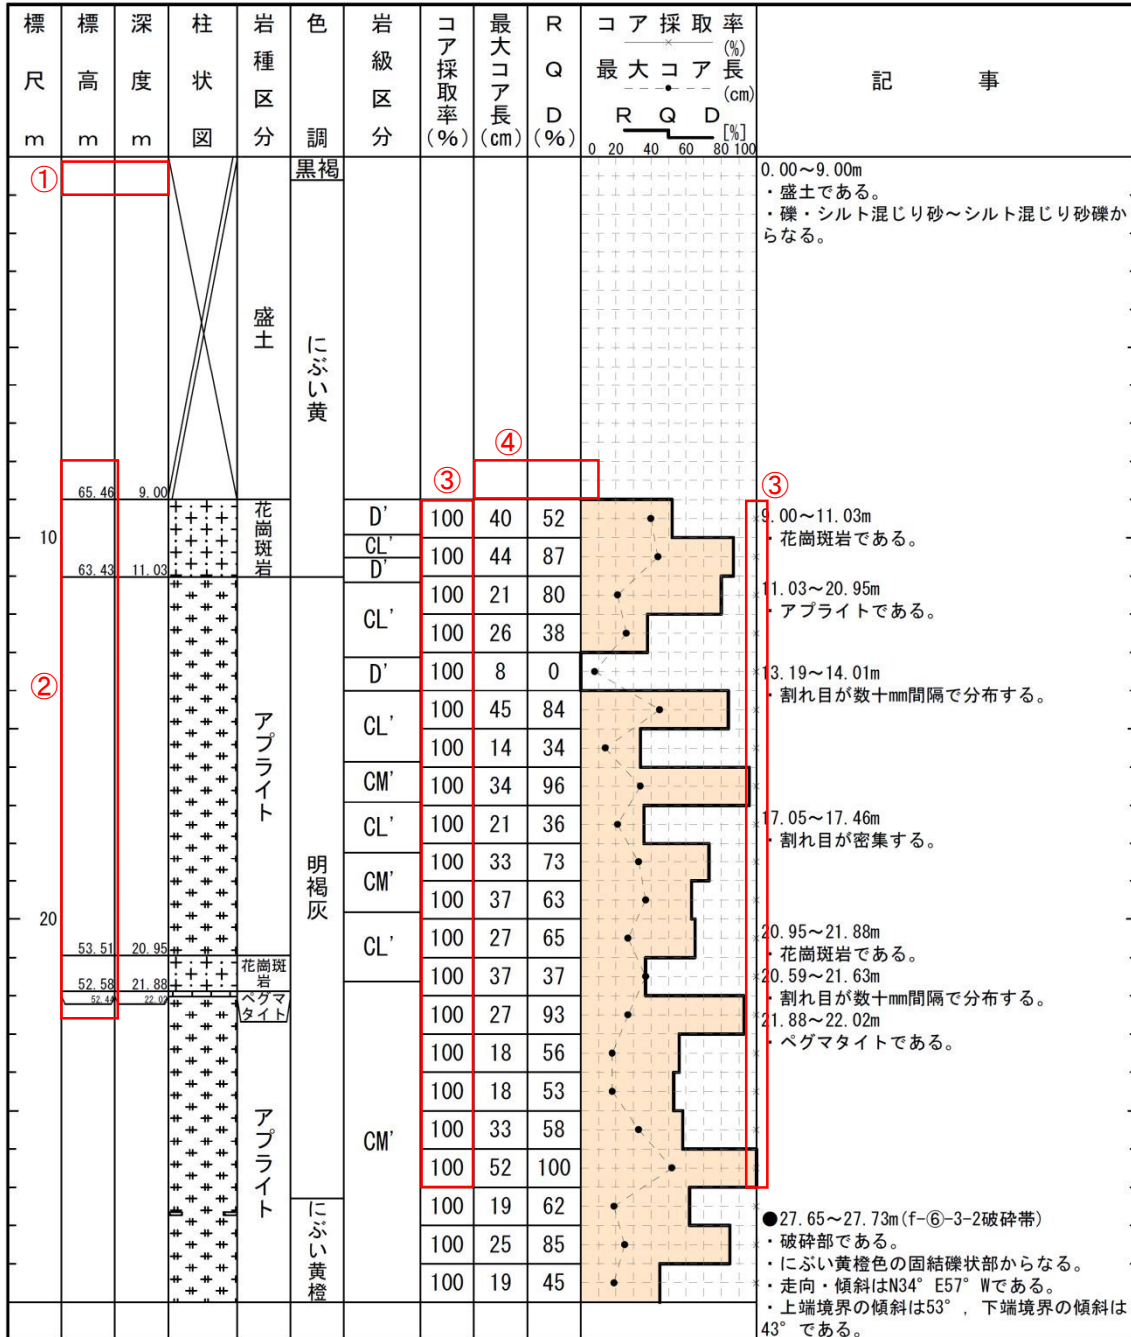 標尺m
標高m
深度m
柱状図
岩種区分
色調
岩級区分
コア採取率(%)
最大コア長(cm)
RQD(%)
コア採取率
(%)
最大コア長
(cm)
RQD
[%]
0 20 40 60 80 100
記事
①
黒褐
0.00～9.00m
・盛土である。
・礫・シルト混じり砂～シルト混じり砂礫か
らなる。
盛土
にぶい黄
④
③
③
65.46 9.00
花崗斑岩
D' 100 40 52
9.00～11.03m
・花崗斑岩である。
10
CL' 100 44 87
63.43 11.03
D'
100 21 80
11.03～20.95m
・アプライトである。
CL'
100 26 38
②
D' 100 8 0
13.19～14.01m
・割れ目が数十mm間隔で分布する。
アプライト
100 45 84
CL'
100 14 34
CM' 100 34 96
CL' 100 21 36
17.05～17.46m
・割れ目が密集する。
明褐灰
100 33 73
CM'
100 37 63
20
53.51 20.95
CL'
100 27 65
20.95～21.88m
・花崗斑岩である。
花崗斑岩
52.58 21.88
100 37 37
20.59～21.63m
・割れ目が数十mm間隔で分布する。
52.44 22.02
ペグマタイト
100 27 93
21.88～22.02m
・ペグマタイトである。
100 18 56
100 18 53
アプライト
CM'
100 33 58
100 52 100
にぶい黄橙
100 19 62
●27.65～27.73m(f-⑥-3-2破砕帯)
・破砕部である。
100 25 85
・にぶい黄橙色の固結礫状部からなる。
100 19 45
・走向・傾斜はN34°E57°Wである。
・上端境界の傾斜は53°，下端境界の傾斜は
43°である。